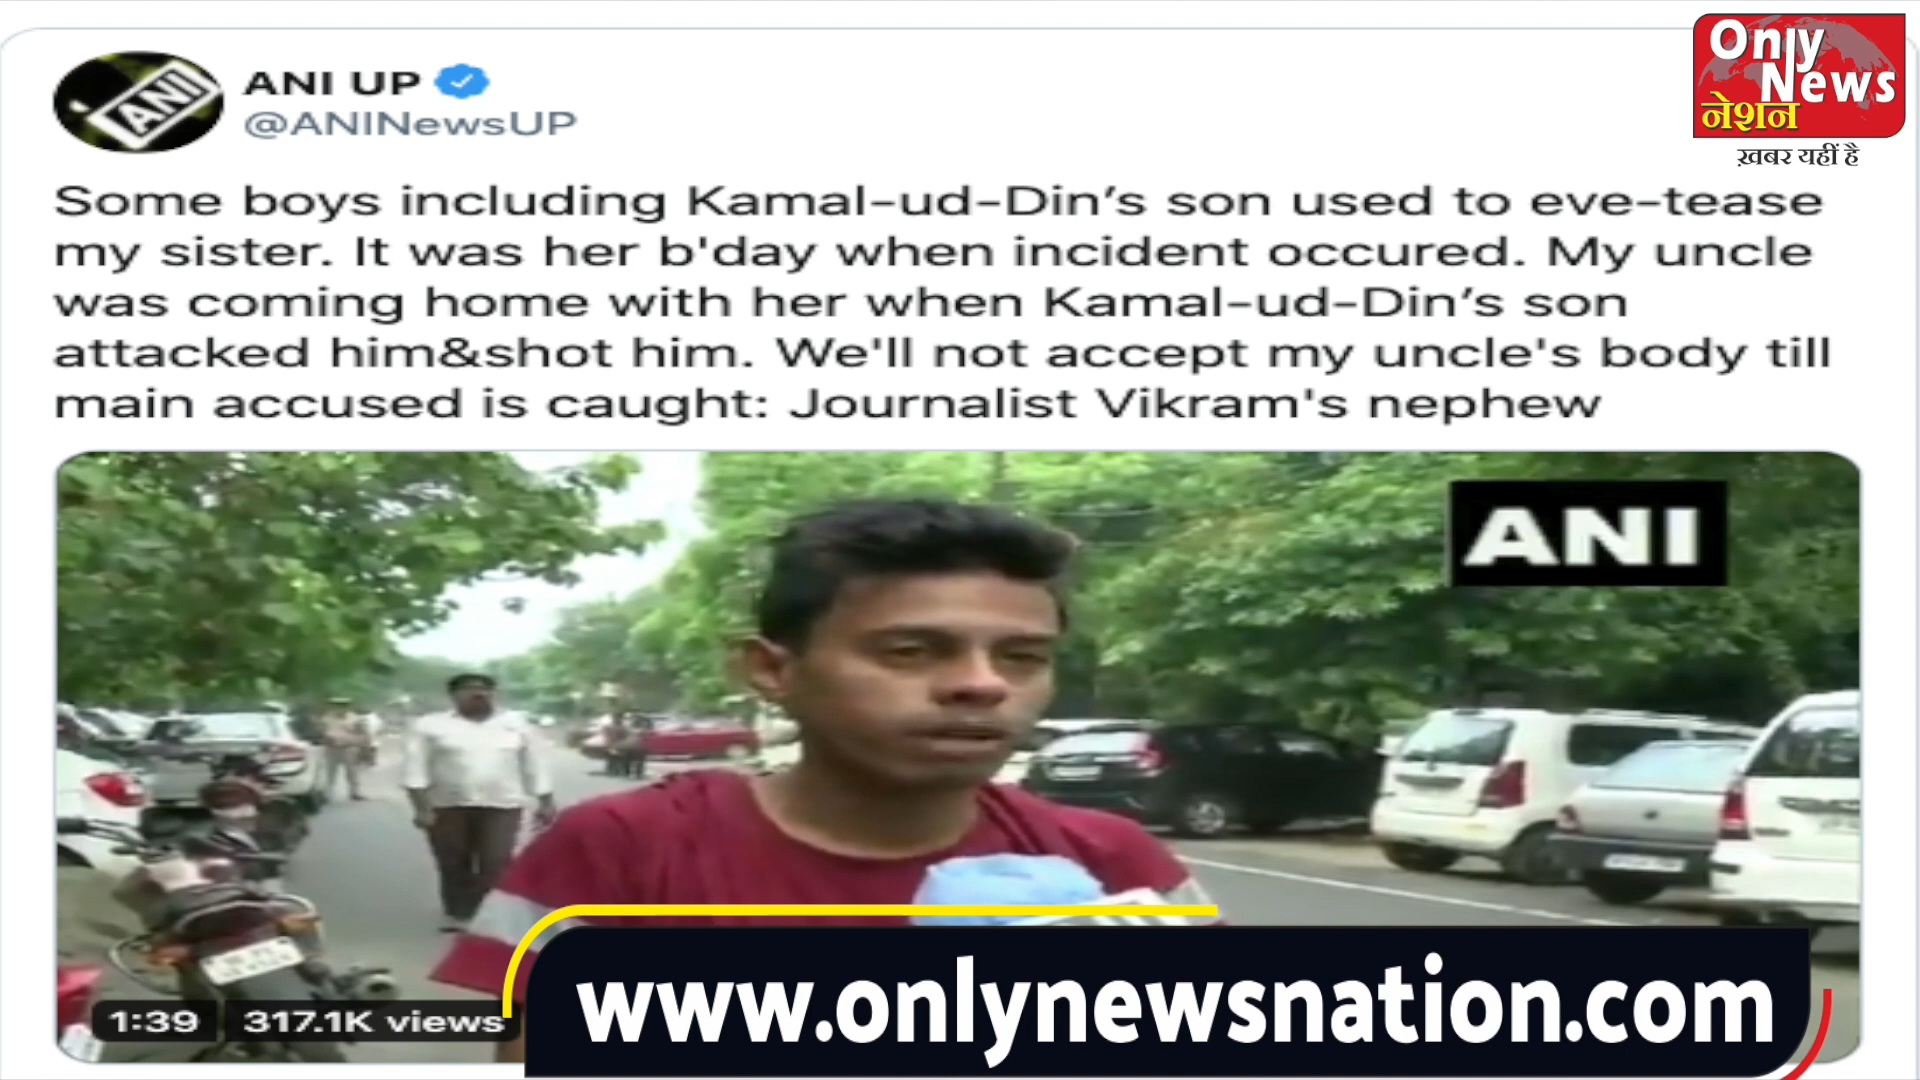 ANI
ANI UP
@ANINewsUP
Only
News
नेशन
ख़बर यहीं है
Some boys including Kamal-ud-Din’s son used to eve-tease
my sister. It was her b'day when incident occured. My uncle
was coming home with her when Kamal-ud-Din’s son
attacked him&shot him. We'll not accept my uncle's body till
main accused is caught: Journalist Vikram's nephew
ANI
1:39 317.1K views
www.onlynewsnation.com